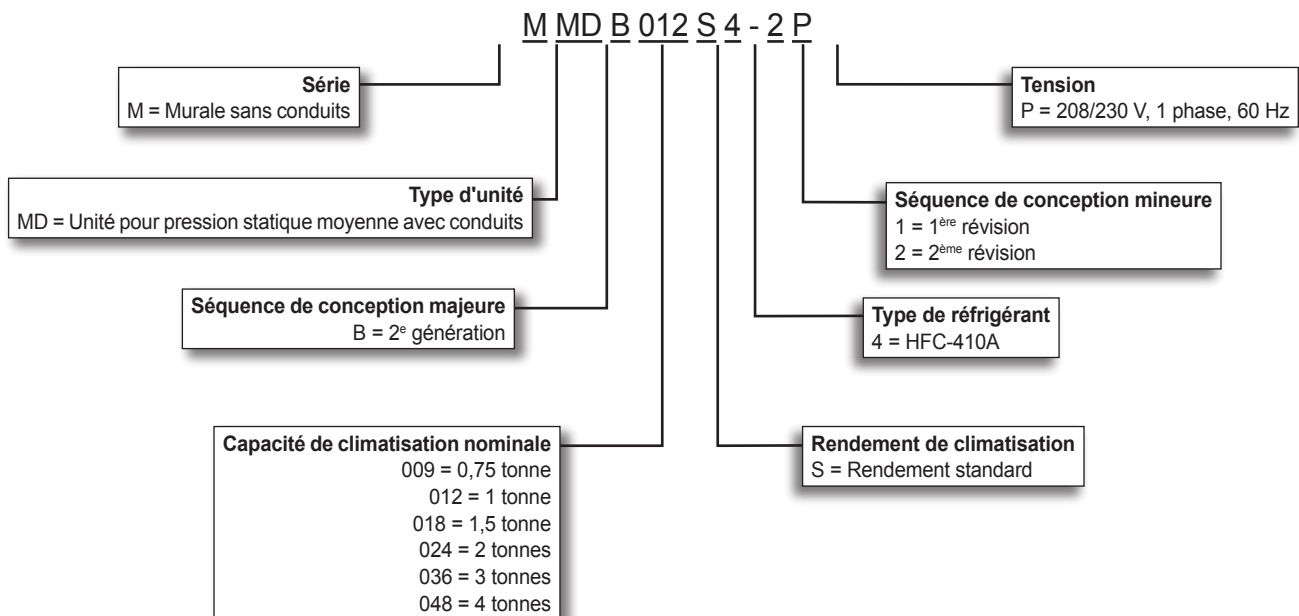 M MD B 012 S 4 - 2 P
Série
M = Murale sans conduits
Tension
P = 208/230 V, 1 phase, 60 Hz
Type d'unité
MD = Unité pour pression statique moyenne avec conduits
Séquence de conception mineure
1 = 1ère révision
2 = 2ème révision
Séquence de conception majeure
B = 2e génération
Type de réfrigérant
4 = HFC-410A
Capacité de climatisation nominale
009 = 0,75 tonne
012 = 1 tonne
018 = 1,5 tonne
024 = 2 tonnes
036 = 3 tonnes
048 = 4 tonnes
Rendement de climatisation
S = Rendement standard